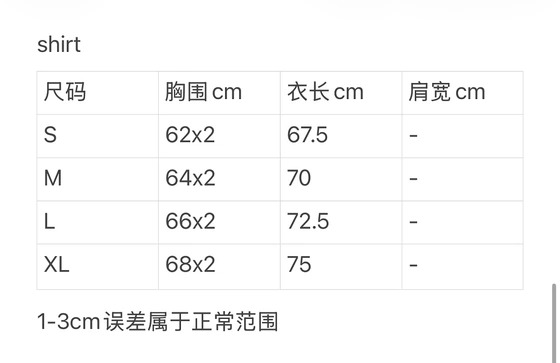 shirt
尺码 胸围cm 衣长cm 肩宽cm
S 62x2 67.5 -
M 64x2 70 -
L 66x2 72.5 -
XL 68x2 75 -
1-3cm误差属于正常范围